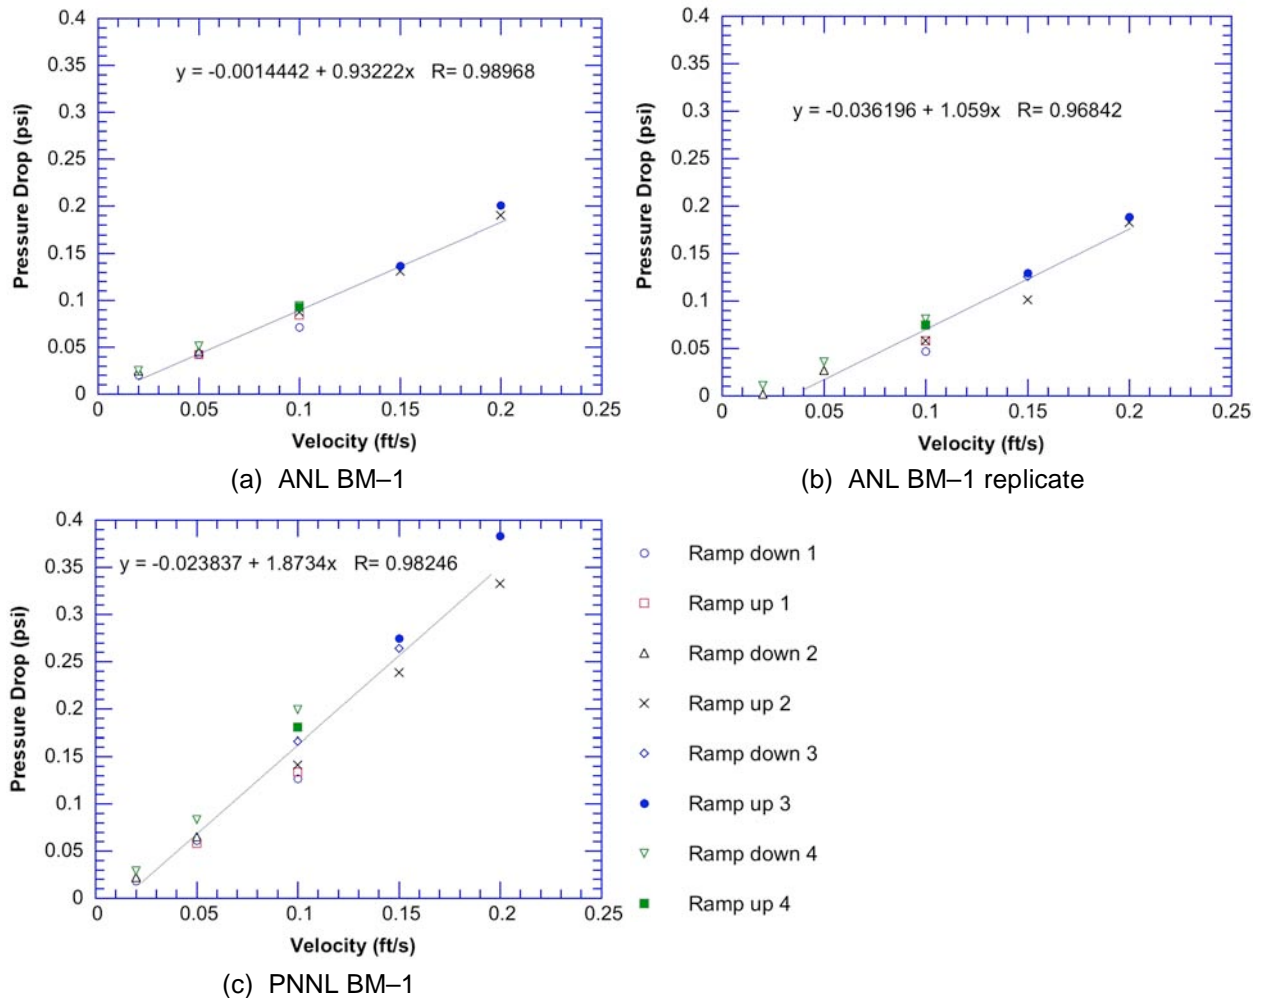 0.4
0.35
0.3
0.25
0.2
0.15
0.1
0.05
0
Pressure Drop (psi)
y = -0.0014442 + 0.93222x R= 0.98968
0 0.05 0.1 0.15 0.2 0.25
Velocity (ft/s)
(a) ANL BM–1
0.4
0.35
0.3
0.25
0.2
0.15
0.1
0.05
0
Pressure Drop (psi)
y = -0.036196 + 1.059x R= 0.96842
0 0.05 0.1 0.15 0.2 0.25
Velocity (ft/s)
(b) ANL BM–1 replicate
0.4
0.35
0.3
0.25
0.2
0.15
0.1
0.05
0
Pressure Drop (psi)
y = -0.023837 + 1.8734x R= 0.98246
0 0.05 0.1 0.15 0.2 0.25
Velocity (ft/s)
(c) PNNL BM–1
Ramp down 1
Ramp up 1
Ramp down 2
Ramp up 2
Ramp down 3
Ramp up 3
Ramp down 4
Ramp up 4